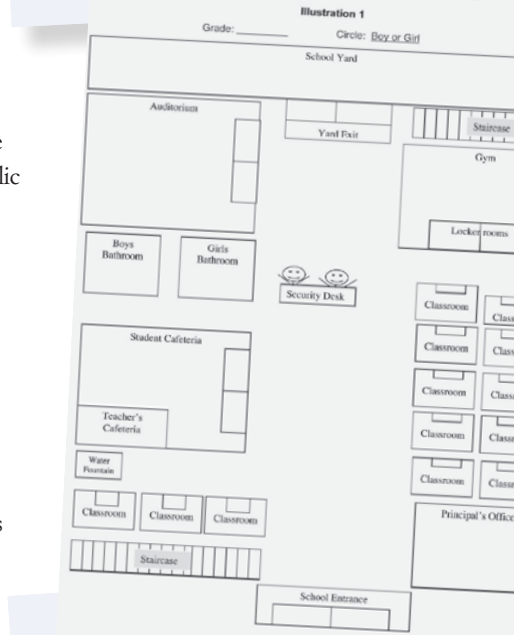 Illustration 1
Grade: ________ Circle: Boy or Girl
School Yard
Auditorium
Yard Exit
Staircase
Gym
Locker rooms
Boys
Bathroom
Girls
Bathroom
Security Desk
Classroom
Classroom
Classroom
Classroom
Classroom
Student Cafeteria
Teacher's
Cafeteria
Water
Fountain
Classroom
Classroom
Classroom
Principal's Office
Staircase
School Entrance